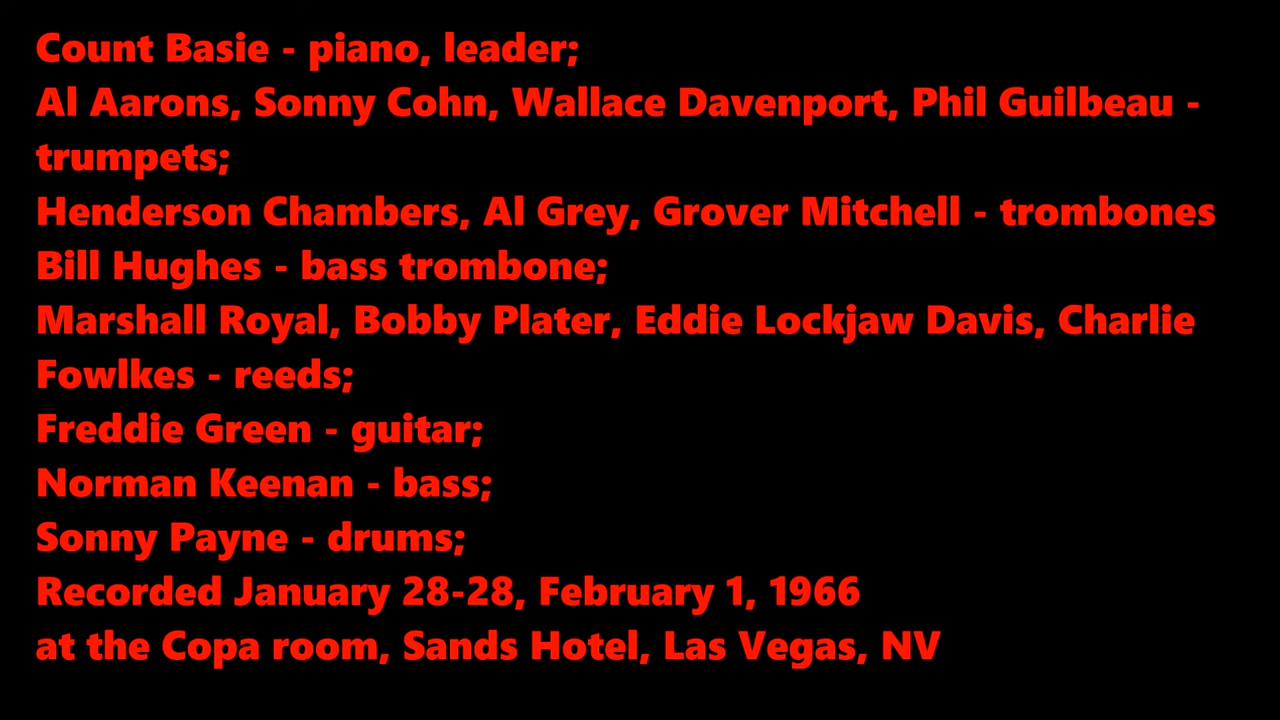 Count Basie - piano, leader;
Al Aarons, Sonny Cohn, Wallace Davenport, Phil Guilbeau -
trumpets;
Henderson Chambers, Al Grey, Grover Mitchell - trombones
Bill Hughes - bass trombone;
Marshall Royal, Bobby Plater, Eddie Lockjaw Davis, Charlie
Fowlkes - reeds;
Freddie Green - guitar;
Norman Keenan - bass;
Sonny Payne - drums;
Recorded January 28-28, February 1, 1966
at the Copa room, Sands Hotel, Las Vegas, NV